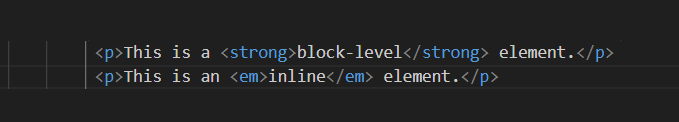 <p>This is a <strong>block-level</strong> element.</p>
<p>This is an <em>inline</em> element.</p>